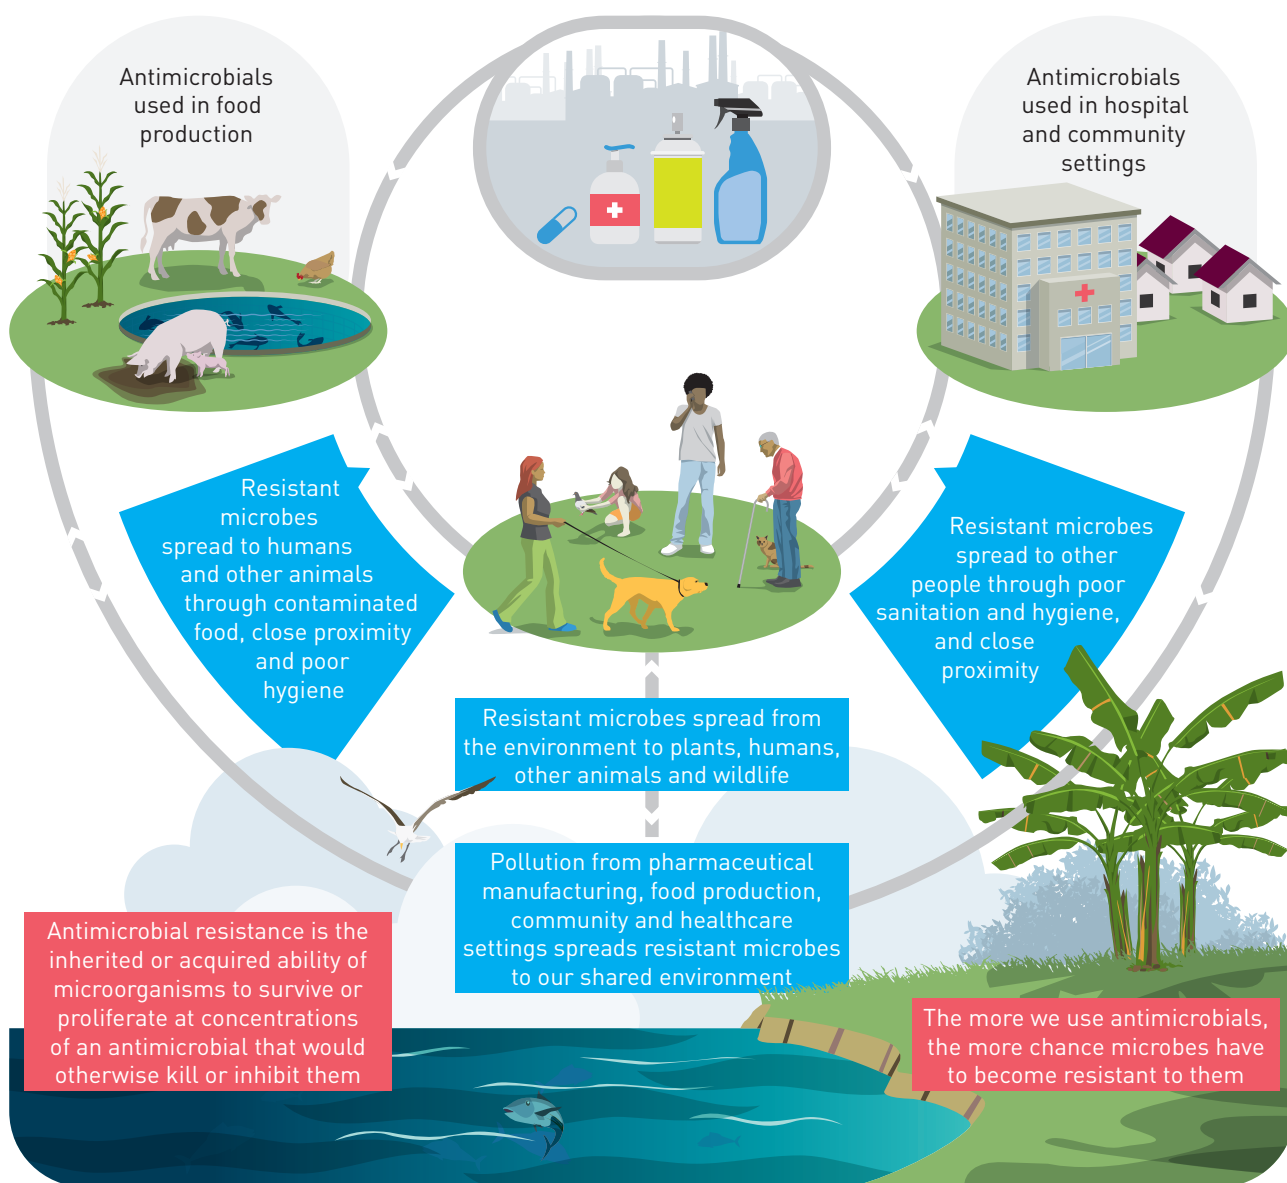 Antimicrobials
used in food
production
Antimicrobials
used in hospital
and community
settings
Resistant
microbes
spread to humans
and other animals
through contaminated
food, close proximity
and poor
hygiene
Resistant microbes
spread to other
people through poor
sanitation and hygiene,
and close
proximity
Resistant microbes spread from
the environment to plants, humans,
other animals and wildlife
Pollution from pharmaceutical
manufacturing, food production,
community and healthcare
settings spreads resistant microbes
to our shared environment
Antimicrobial resistance is the
inherited or acquired ability of
microorganisms to survive or
proliferate at concentrations
of an antimicrobial that would
otherwise kill or inhibit them
The more we use antimicrobials,
the more chance microbes have
to become resistant to them